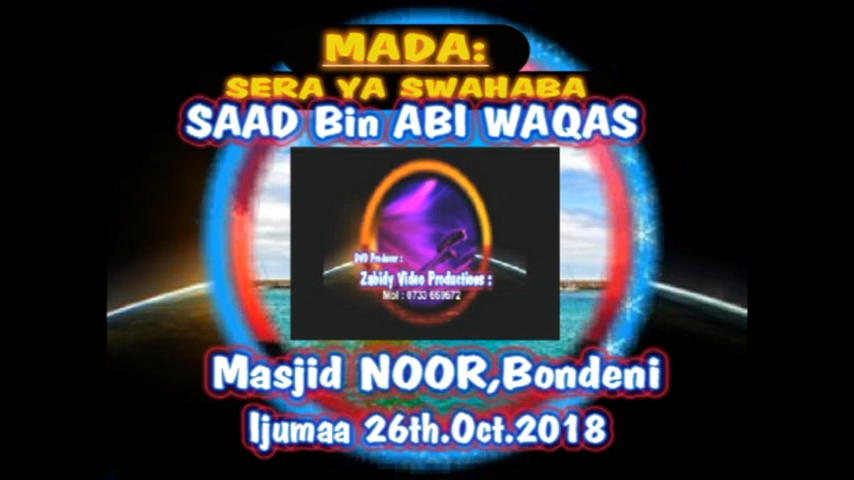 MADA:
SERA YA SWAHABA
SAAD Bin ABI WAQAS
DVD Producer :
Zabidy Video Productions :
Mbl : 0733 669672
Masjid NOOR,Bondeni
Ijumaa 26th.Oct.2018